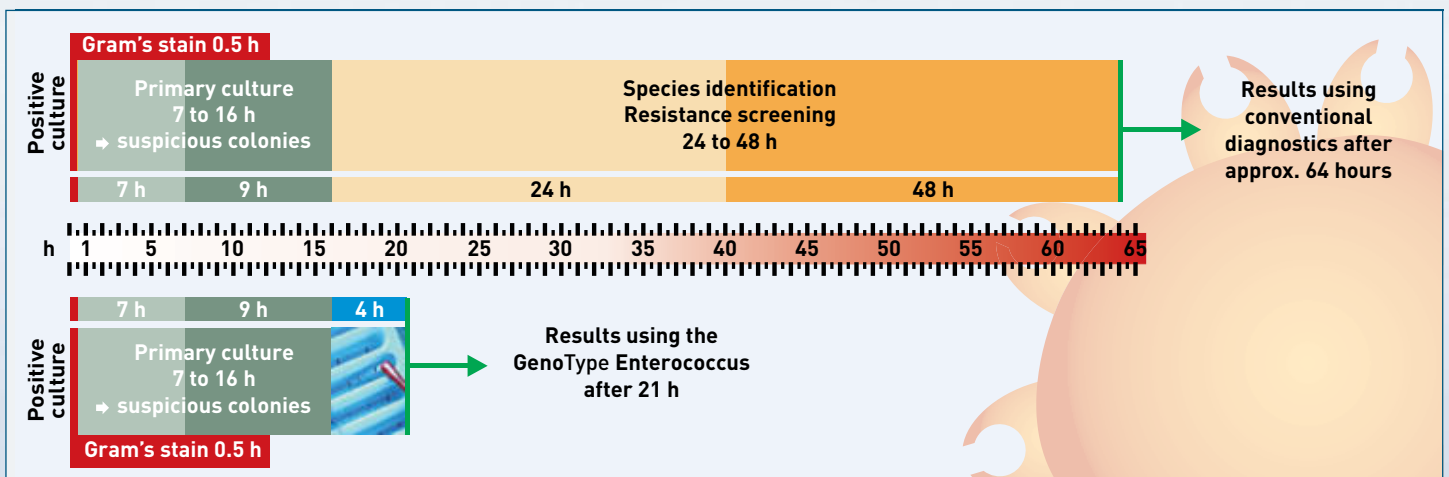 Gram's stain 0.5 h
Positive
culture
Primary culture
7 to 16 h
➡ suspicious colonies
Species identification
Resistance screening
24 to 48 h
Results using
conventional
diagnostics after
approx. 64 hours
7 h 9 h 24 h 48 h
h 1 5 10 15 20 25 30 35 40 45 50 55 60 65
7 h 9 h 4 h
Positive
culture
Primary culture
7 to 16 h
➡ suspicious colonies
Results using the
GenoType Enterococcus
after 21 h
Gram's stain 0.5 h